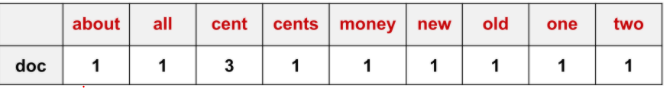 about all cent cents money new old one two
doc 1 1 3 1 1 1 1 1 1